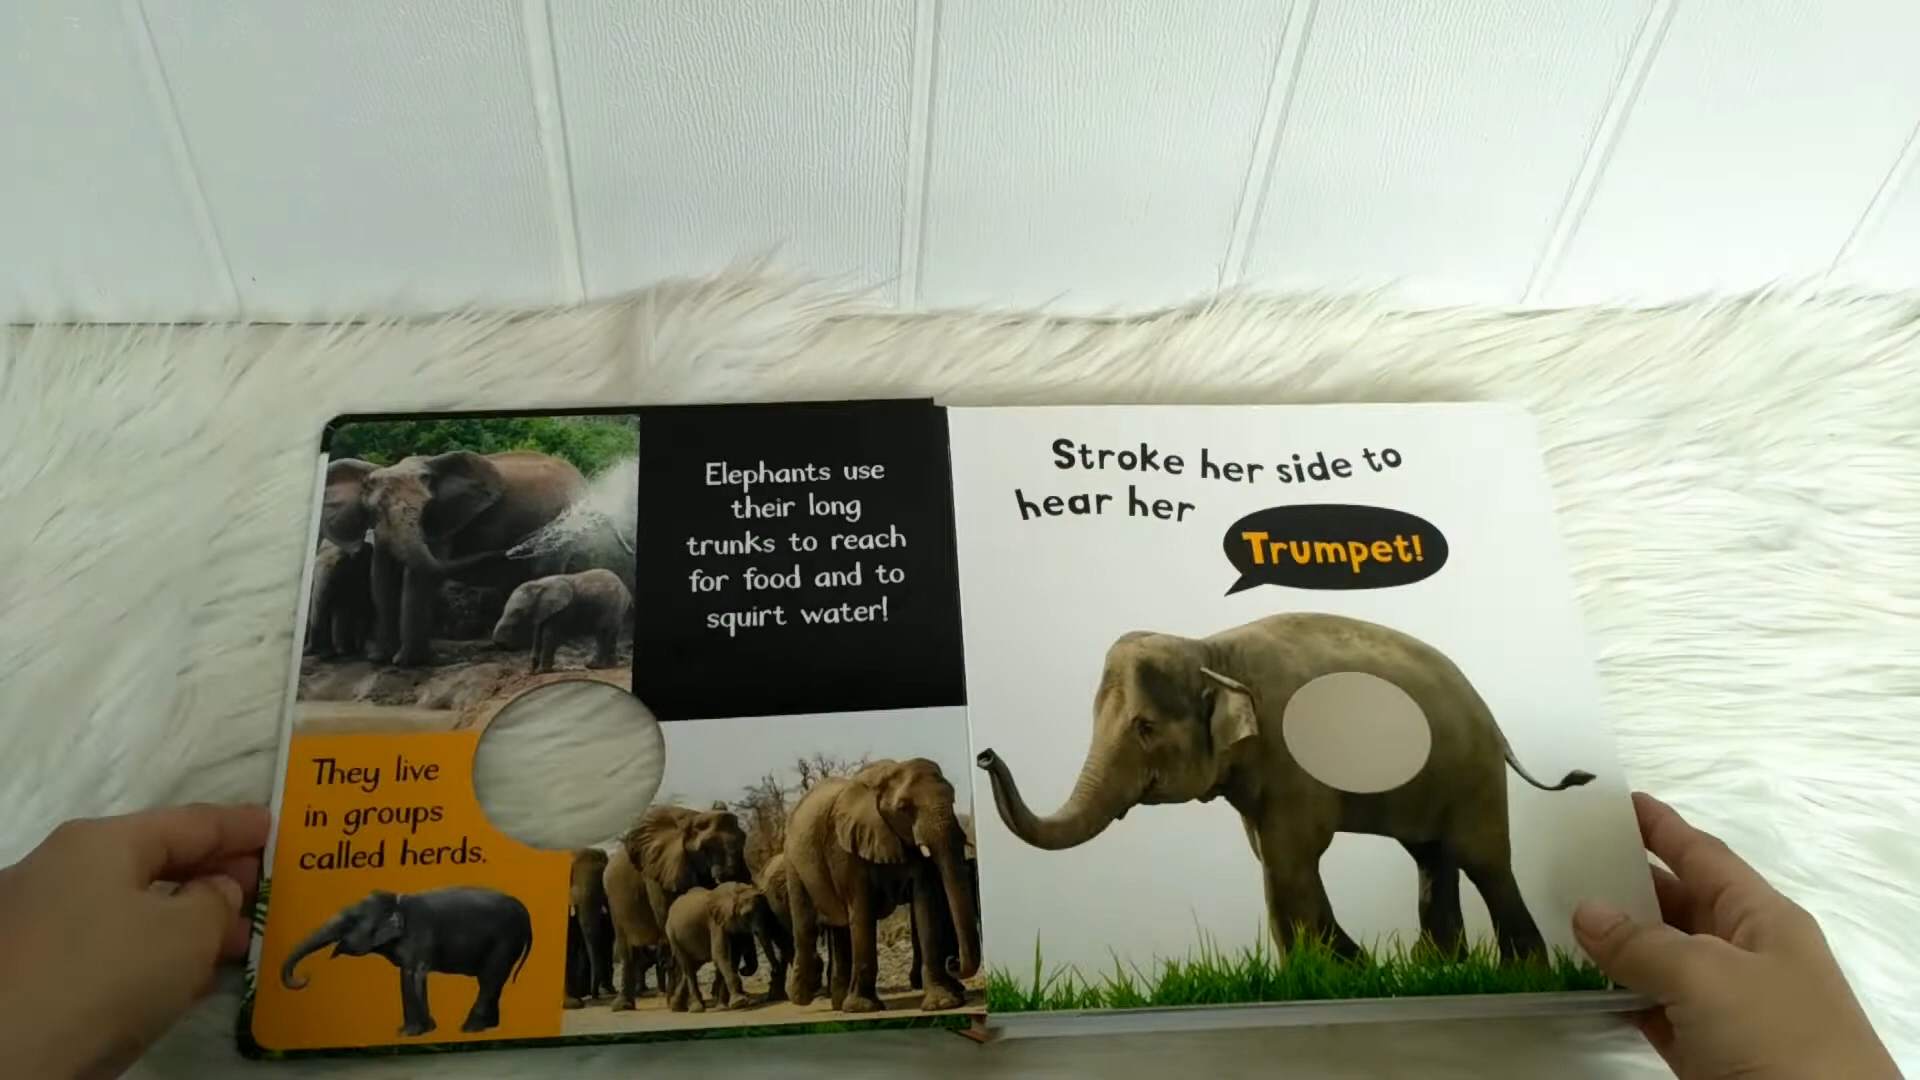 Elephants use
their long
trunks to reach
for food and to
squirt water!
They live
in groups
called herds.
Stroke her side to
hear her
Trumpet!